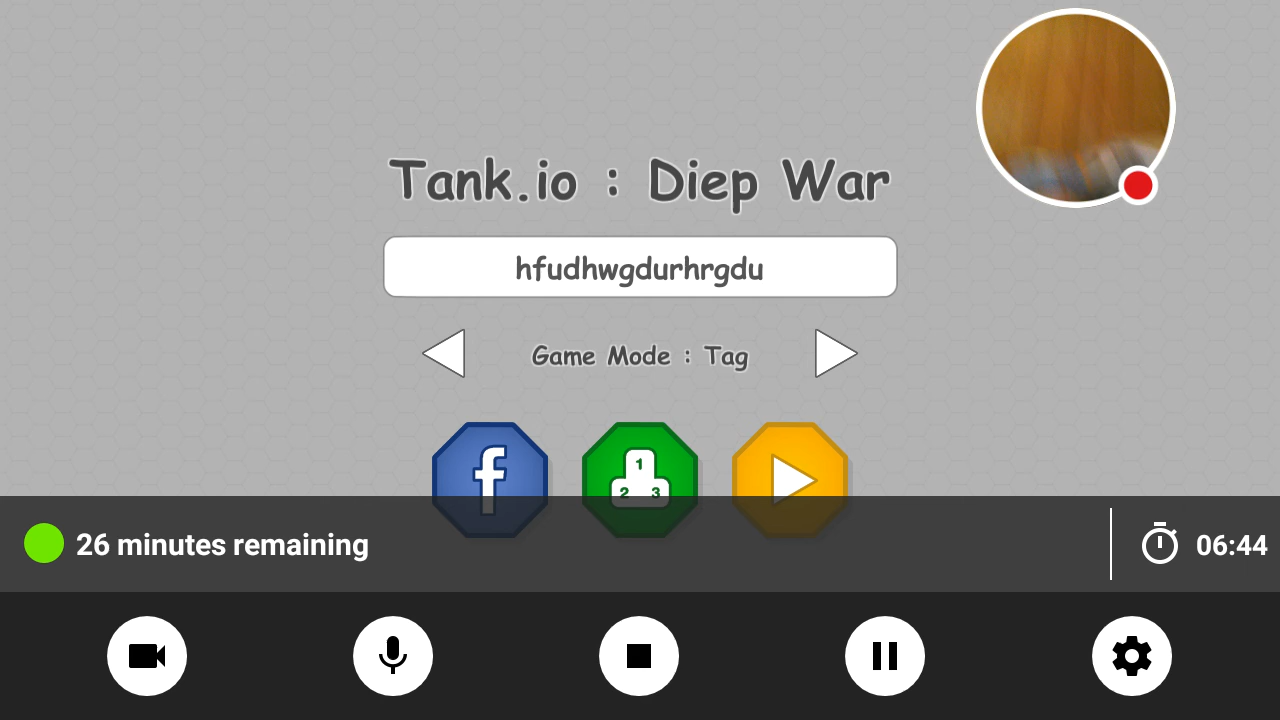 Tank.io : Diep War
hfudhwgdurhrgdu
Game Mode : Tag
f
1
2 3
26 minutes remaining
06:44